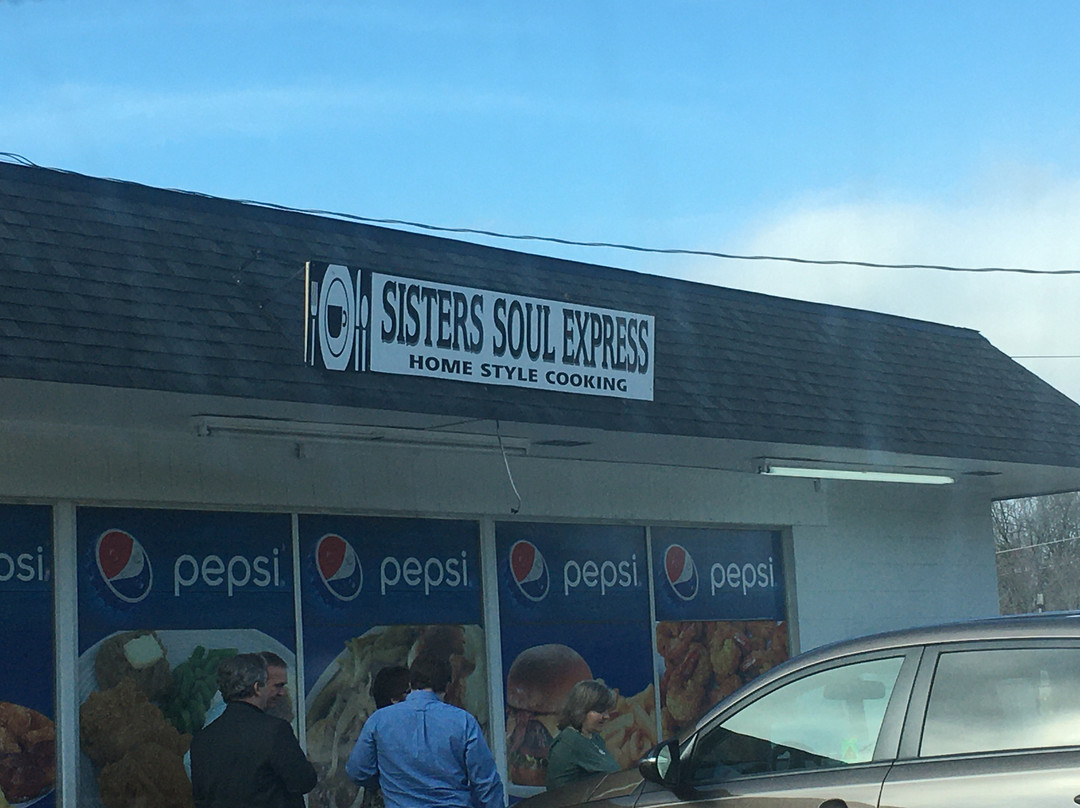 SISTERS SOUL EXPRESS
HOME STYLE COOKING
psi
pepsi
pepsi
pepsi
pepsi